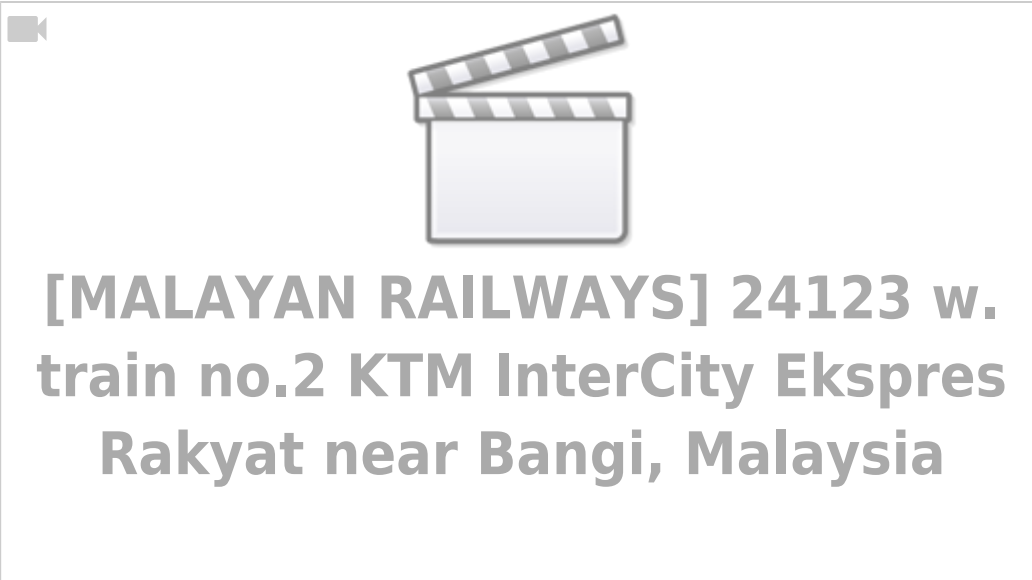 [MALAYAN RAILWAYS] 24123 w.
train no.2 KTM InterCity Ekspres
Rakyat near Bangi, Malaysia